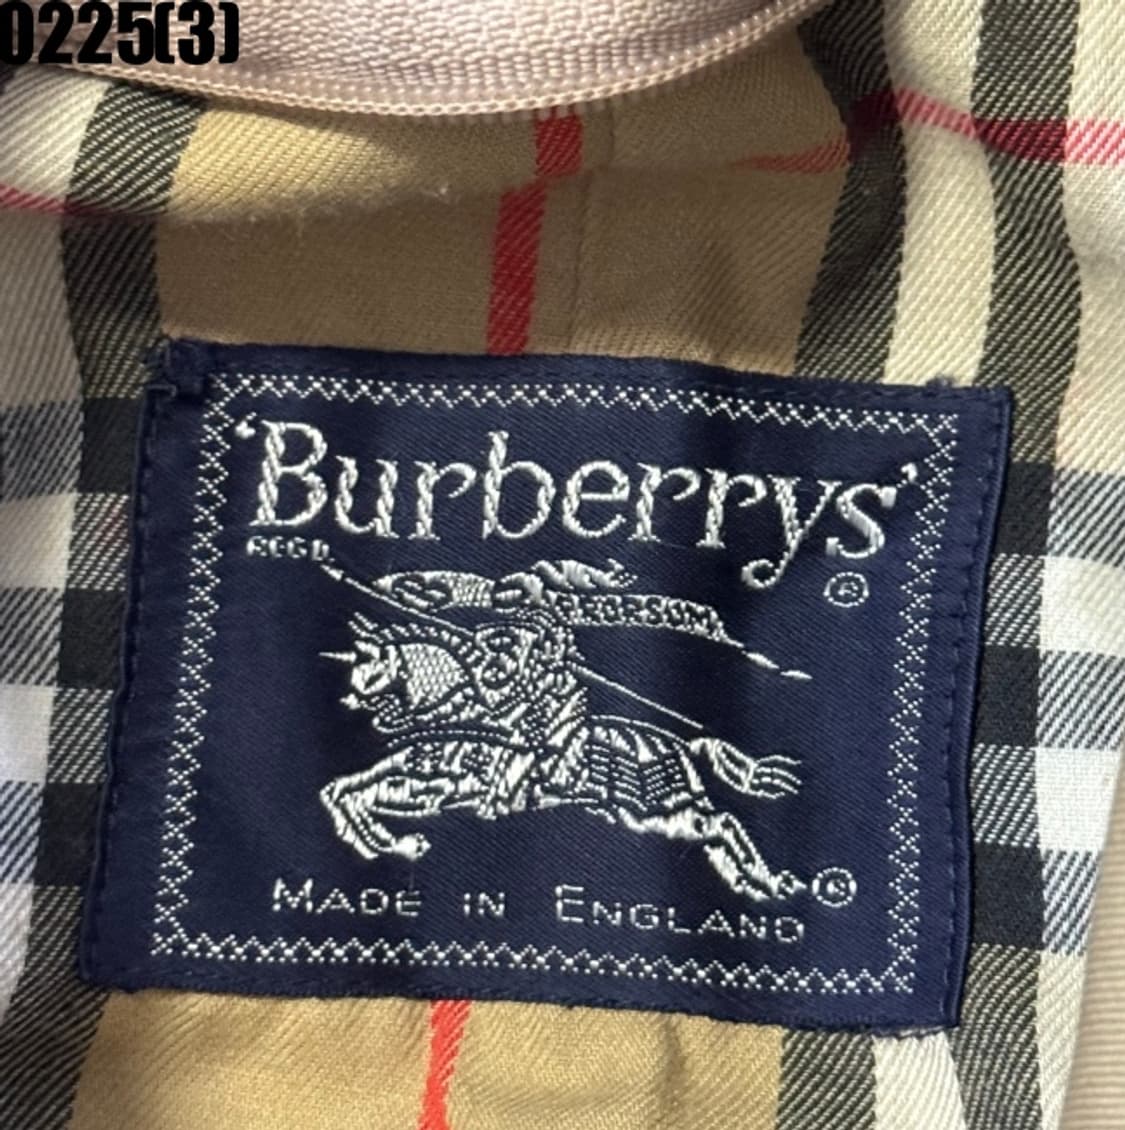 0225(3)
'Burberrys'
REGD.
®
PRORSUM
®
MADE IN ENGLAND